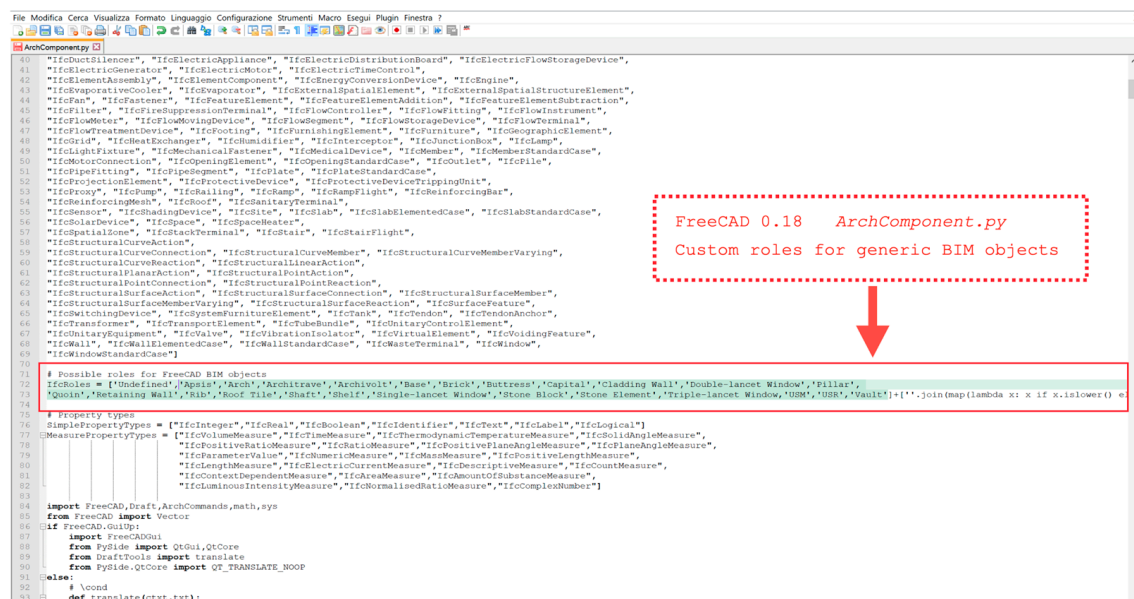 File Modifica Cerca Visualizza Formato Linguaggio Configurazione Strumenti Macro Esegui Plugin Finestra ?
ArchComponent.py
40 "IfcDuctSilencer", "IfcElectricAppliance", "IfcElectricDistributionBoard", "IfcElectricFlowStorageDevice",
41 "IfcElectricGenerator", "IfcElectricMotor", "IfcElectricTimeControl",
42 "IfcElementAssembly", "IfcElementComponent", "IfcEnergyConversionDevice", "IfcEngine",
43 "IfcEvaporativeCooler", "IfcEvaporator", "IfcExternalSpatialElement", "IfcExternalSpatialStructureElement",
44 "IfcFan", "IfcFastener", "IfcFeatureElement", "IfcFeatureElementAddition", "IfcFeatureElementSubtraction",
45 "IfcFilter", "IfcFireSuppressionTerminal", "IfcFlowController", "IfcFlowFitting", "IfcFlowInstrument",
46 "IfcFlowMeter", "IfcFlowMovingDevice", "IfcFlowSegment", "IfcFlowStorageDevice", "IfcFlowTerminal",
47 "IfcFlowTreatmentDevice", "IfcFooting", "IfcFurnishingElement", "IfcFurniture", "IfcGeographicElement",
48 "IfcGrid", "IfcHeatExchanger", "IfcHumidifier", "IfcInterceptor", "IfcJunctionBox", "IfcLamp",
49 "IfcLightFixture", "IfcMechanicalFastener", "IfcMedicalDevice", "IfcMember", "IfcMemberStandardCase",
50 "IfcMotorConnection", "IfcOpeningElement", "IfcOpeningStandardCase", "IfcOutlet", "IfcPile",
51 "IfcPipeFitting", "IfcPipeSegment", "IfcPlate", "IfcPlateStandardCase",
52 "IfcProjectionElement", "IfcProtectiveDevice", "IfcProtectiveDeviceTrippingUnit",
53 "IfcProxy", "IfcPump", "IfcRailing", "IfcRamp", "IfcRampFlight", "IfcReinforcingBar",
54 "IfcReinforcingMesh", "IfcRoof", "IfcSanitaryTerminal",
55 "IfcSensor", "IfcShadingDevice", "IfcSite", "IfcSlab", "IfcSlabElementedCase", "IfcSlabStandardCase",
56 "IfcSolarDevice", "IfcSpace", "IfcSpaceHeater",
57 "IfcSpatialZone", "IfcStackTerminal", "IfcStair", "IfcStairFlight",
58 "IfcStructuralCurveAction",
59 "IfcStructuralCurveConnection", "IfcStructuralCurveMember", "IfcStructuralCurveMemberVarying",
60 "IfcStructuralCurveReaction", "IfcStructuralLinearAction",
61 "IfcStructuralPlanarAction", "IfcStructuralPointAction",
62 "IfcStructuralPointConnection", "IfcStructuralPointReaction",
63 "IfcStructuralSurfaceAction", "IfcStructuralSurfaceConnection", "IfcStructuralSurfaceMember",
64 "IfcStructuralSurfaceMemberVarying", "IfcStructuralSurfaceReaction", "IfcSurfaceFeature",
65 "IfcSwitchingDevice", "IfcSystemFurnitureElement", "IfcTank", "IfcTendon", "IfcTendonAnchor",
66 "IfcTransformer", "IfcTransportElement", "IfcTubeBundle", "IfcUnitaryControlElement",
67 "IfcUnitaryEquipment", "IfcValve", "IfcVibrationIsolator", "IfcVirtualElement", "IfcVoidingFeature",
68 "IfcWall", "IfcWallElementedCase", "IfcWallStandardCase", "IfcWasteTerminal", "IfcWindow",
69 "IfcWindowStandardCase"]
FreeCAD 0.18 ArchComponent.py
Custom roles for generic BIM objects
70
71 # Possible roles for FreeCAD BIM objects
72 IfcRoles = ['Undefined','Apsis','Arch','Architrave','Archivolt','Base','Brick','Buttress','Capital','Cladding Wall','Double-lancet Window','Pillar',
73 'Quoin','Retaining Wall','Rib','Roof Tile','Shaft','Shelf','Single-lancet Window','Stone Block','Stone Element','Triple-lancet Window,'USM','USR','Vault']+[''.join(map(lambda x: x if x.islower() el
74
75 # Property types
76 SimplePropertyTypes = ["IfcInteger","IfcReal","IfcBoolean","IfcIdentifier","IfcText","IfcLabel","IfcLogical"]
77 MeasurePropertyTypes = ["IfcVolumeMeasure","IfcTimeMeasure","IfcThermodynamicTemperatureMeasure","IfcSolidAngleMeasure",
78 "IfcPositiveRatioMeasure","IfcRatioMeasure","IfcPositivePlaneAngleMeasure","IfcPlaneAngleMeasure",
79 "IfcParameterValue","IfcNumericMeasure","IfcMassMeasure","IfcPositiveLengthMeasure",
80 "IfcLengthMeasure","IfcElectricCurrentMeasure","IfcDescriptiveMeasure","IfcCountMeasure",
81 "IfcContextDependentMeasure","IfcAreaMeasure","IfcAmountOfSubstanceMeasure",
82 "IfcLuminousIntensityMeasure","IfcNormalisedRatioMeasure","IfcComplexNumber"]
83
84 import FreeCAD,Draft,ArchCommands,math,sys
85 from FreeCAD import Vector
86 if FreeCAD.GuiUp:
87 import FreeCADGui
88 from PySide import QtGui,QtCore
89 from DraftTools import translate
90 from PySide.QtCore import QT_TRANSLATE_NOOP
91 else:
92 # \cond
93 def translate(ctxt,txt):